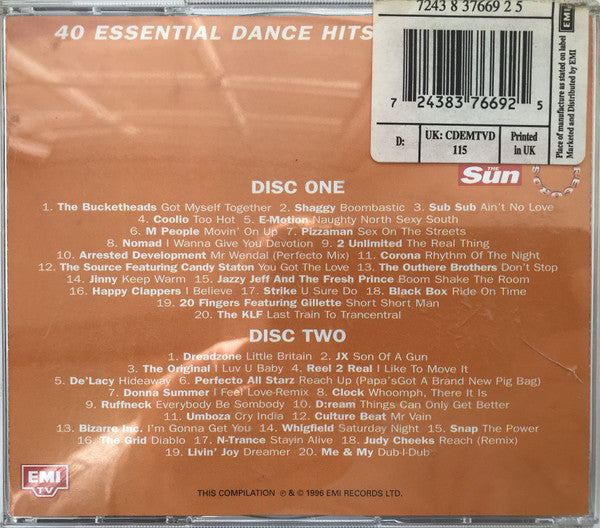 40 ESSENTIAL DANCE HITS
7243 8 37669 2 5
7 24383 76692 5
D:
UK: CDEMTVD
115
Printed
in UK
EMI
Place of manufacture as stated on label
Marketed and Distributed by EMI
THE
Sun
DISC ONE
1. The Bucketheads Got Myself Together 2. Shaggy Boombastic 3. Sub Sub Ain't No Love
4. Coolio Too Hot 5. E-Motion Naughty North Sexy South
6. M People Movin' On Up 7. Pizzaman Sex On The Streets
8. Nomad I Wanna Give You Devotion 9. 2 Unlimited The Real Thing
10. Arrested Development Mr Wendal (Perfecto Mix) 11. Corona Rhythm Of The Night
12. The Source Featuring Candy Staton You Got The Love 13. The Outhere Brothers Don't Stop
14. Jinny Keep Warm 15. Jazzy Jeff And The Fresh Prince Boom Shake The Room
16. Happy Clappers I Believe 17. Strike U Sure Do 18. Black Box Ride On Time
19. 20 Fingers Featuring Gillette Short Short Man
20. The KLF Last Train To Trancentral
DISC TWO
1. Dreadzone Little Britain 2. JX Son Of A Gun
3. The Original I Luv U Baby 4. Reel 2 Real I Like To Move It
5. De'Lacy Hideaway 6. Perfecto All Starz Reach Up (Papa'sGot A Brand New Pig Bag)
7. Donna Summer I Feel Love-Remix 8. Clock Whoomph, There It Is
9. Ruffneck Everybody Be Somebody 10. D:ream Things Can Only Get Better
11. Umboza Cry India 12. Culture Beat Mr Vain
13. Bizarre Inc. I'm Gonna Get You 14. Whigfield Saturday Night 15. Snap The Power
16. The Grid Diablo 17. N-Trance Stayin Alive 18. Judy Cheeks Reach (Remix)
19. Livin' Joy Dreamer 20. Me & My Dub-I-Dub
EMI
TV
THIS COMPILATION ℗ & © 1996 EMI RECORDS LTD.